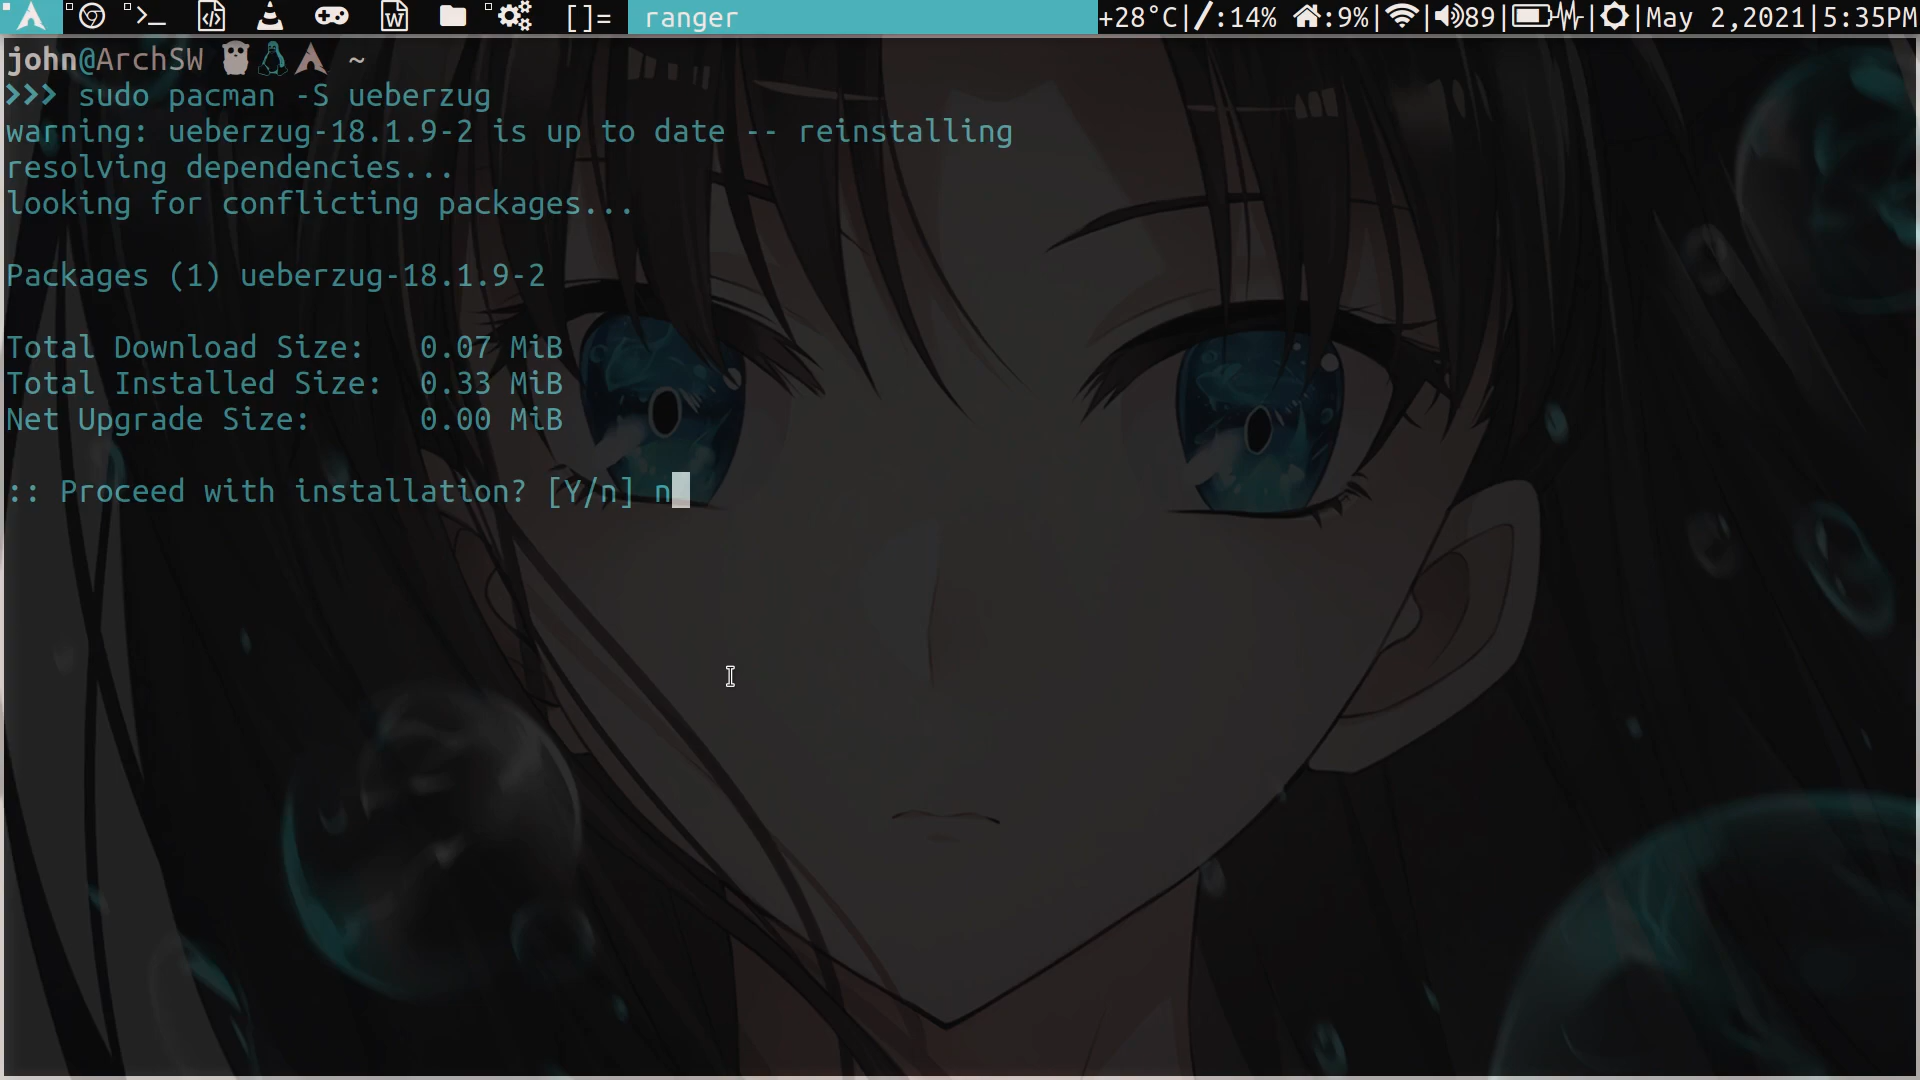 []= ranger +28°C|/:14% :9%| | 89| | |May 2,2021|5:35PM
john@ArchSW ~
>>> sudo pacman -S ueberzug
warning: ueberzug-18.1.9-2 is up to date -- reinstalling
resolving dependencies...
looking for conflicting packages...
Packages (1) ueberzug-18.1.9-2
Total Download Size: 0.07 MiB
Total Installed Size: 0.33 MiB
Net Upgrade Size: 0.00 MiB
:: Proceed with installation? [Y/n] n